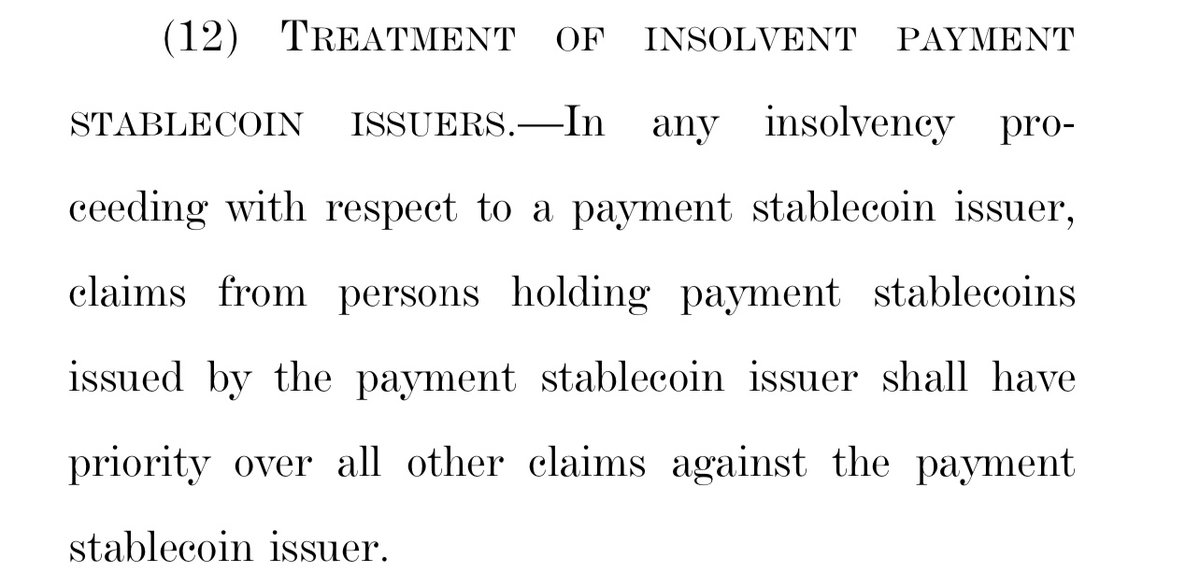 (12) TREATMENT OF INSOLVENT PAYMENT
STABLECOIN ISSUERS.—In any insolvency pro-
ceeding with respect to a payment stablecoin issuer,
claims from persons holding payment stablecoins
issued by the payment stablecoin issuer shall have
priority over all other claims against the payment
stablecoin issuer.